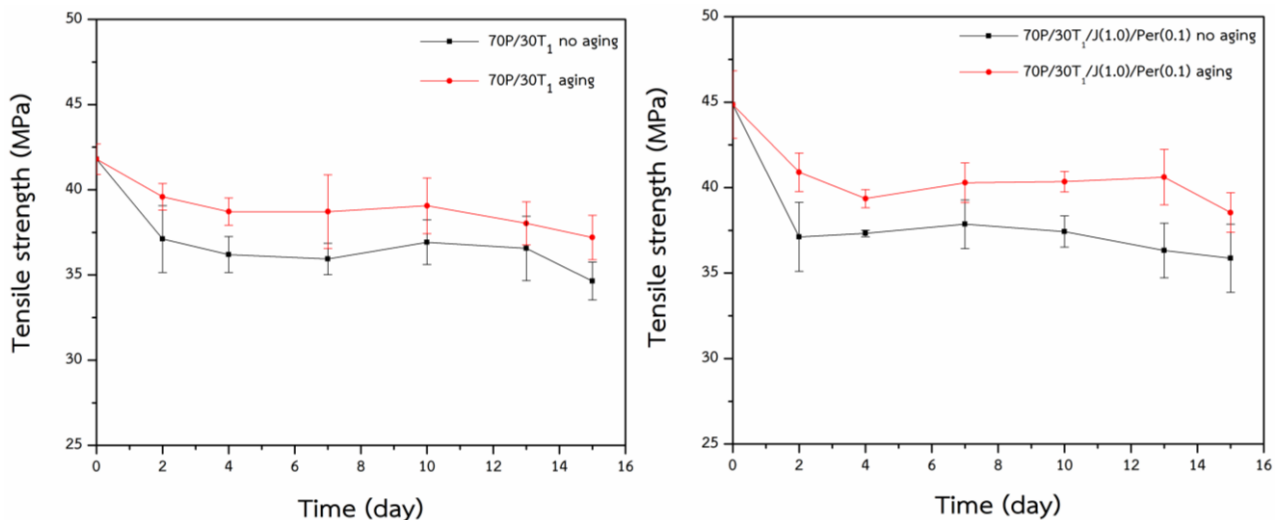 50
45
40
35
30
25
Tensile strength (MPa)
70P/30T₁ no aging
70P/30T₁ aging
0 2 4 6 8 10 12 14 16
Time (day)
50
45
40
35
30
25
Tensile strength (MPa)
70P/30T₁/J(1.0)/Per(0.1) no aging
70P/30T₁/J(1.0)/Per(0.1) aging
0 2 4 6 8 10 12 14 16
Time (day)